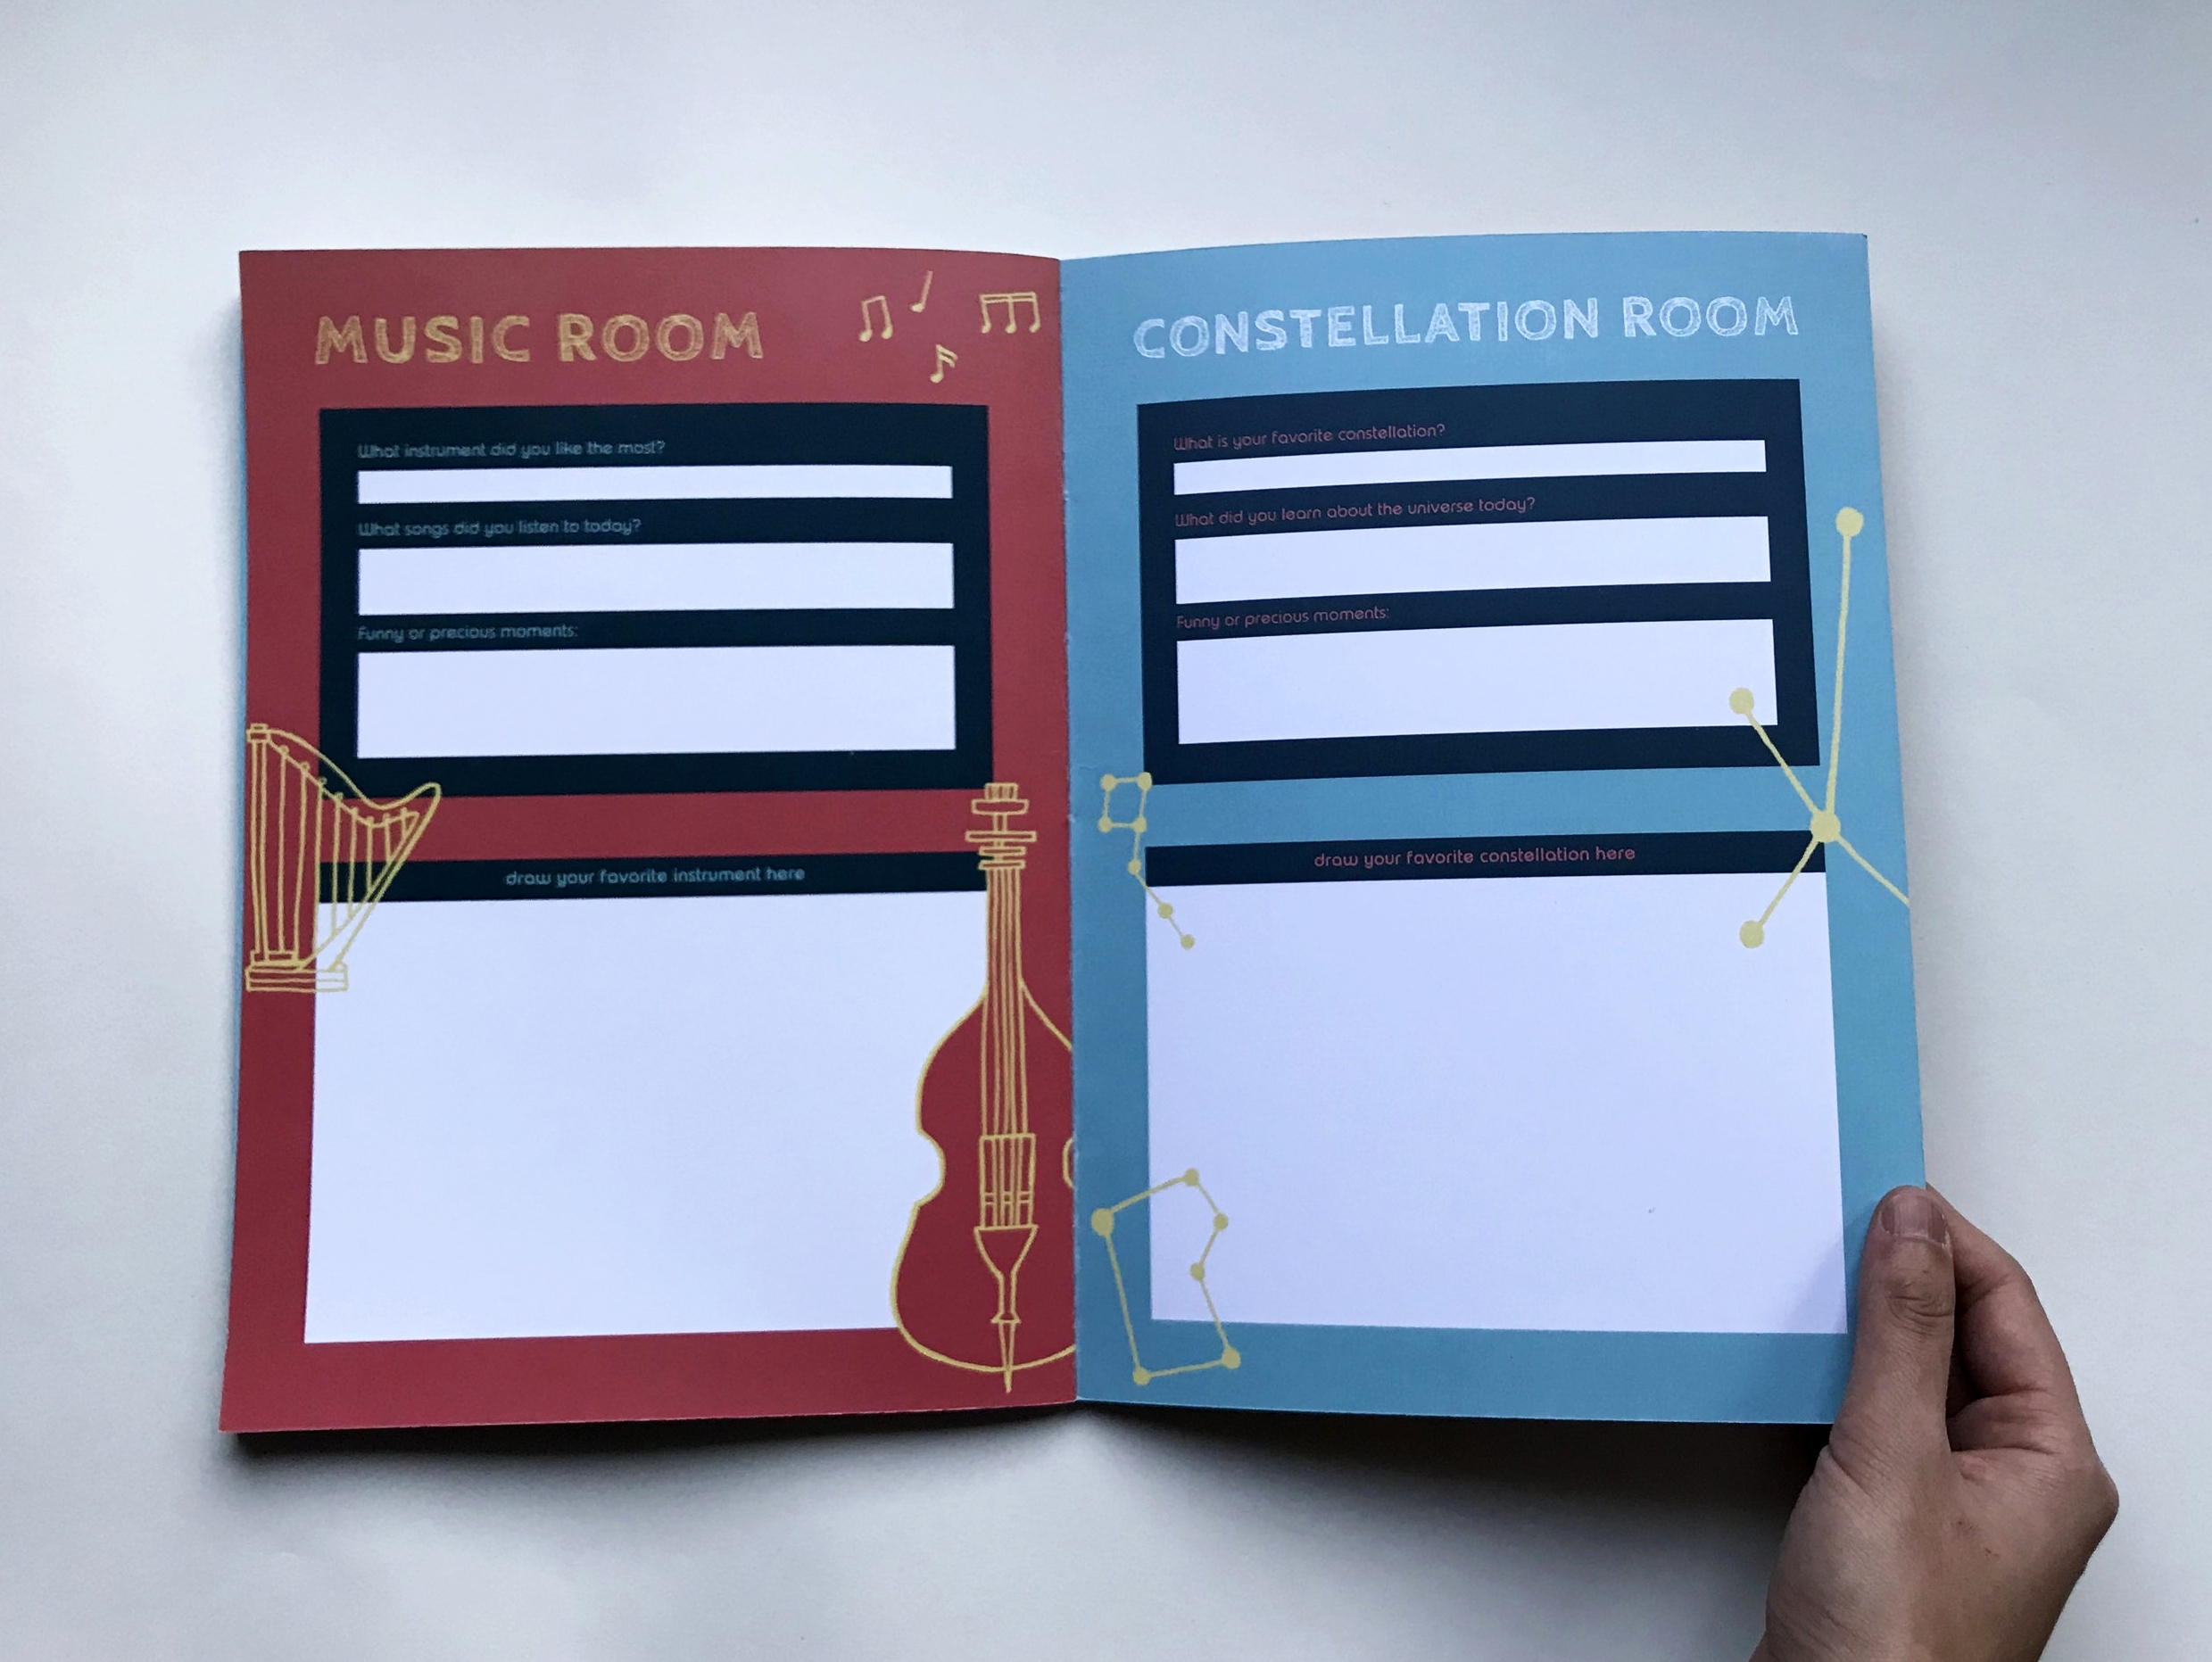 MUSIC ROOM
What instrument did you like the most?
What songs did you listen to today?
Funny or precious moments:
draw your favorite instrument here
CONSTELLATION ROOM
What is your favorite constellation?
What did you learn about the universe today?
Funny or precious moments:
draw your favorite constellation here